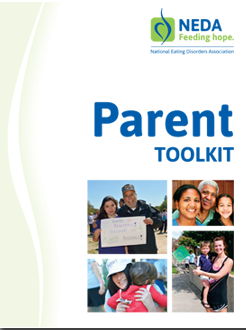 NEDA
Feeding hope.
National Eating Disorders Association
Parent
TOOLKIT